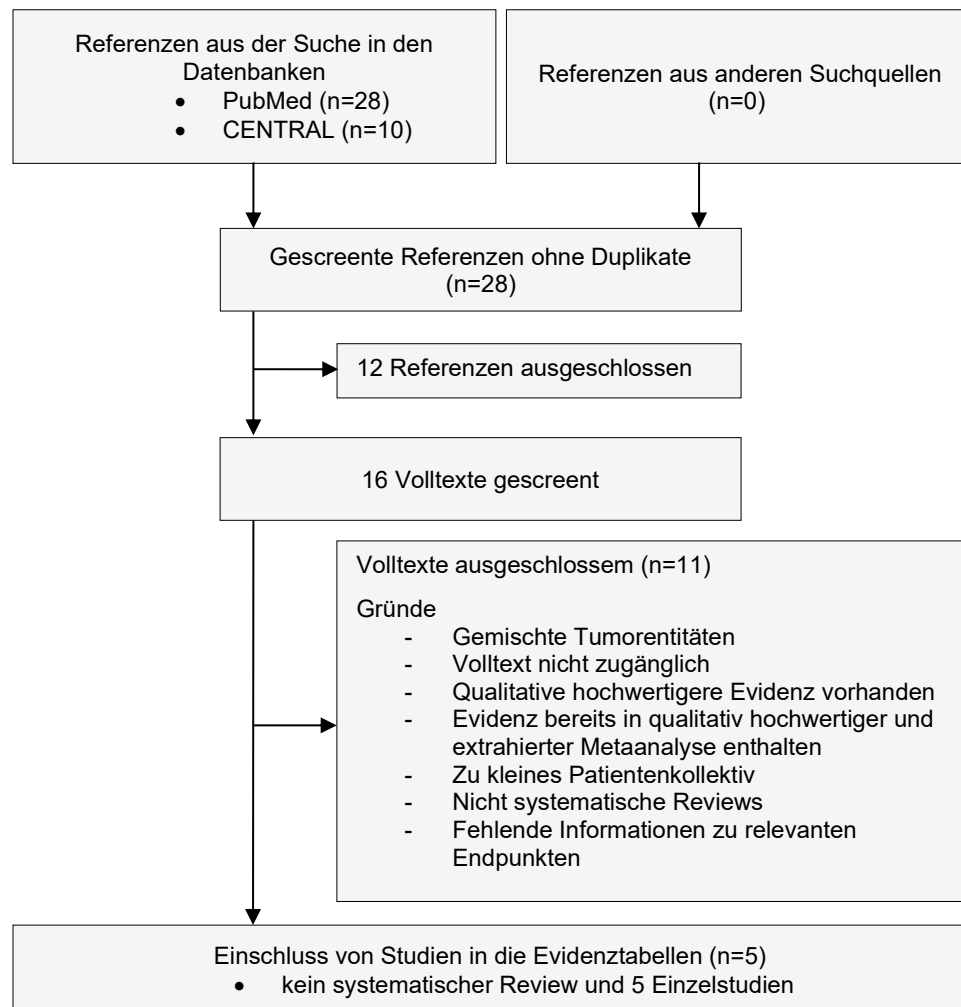 Referenzen aus der Suche in den
Datenbanken
• PubMed (n=28)
• CENTRAL (n=10)
Referenzen aus anderen Suchquellen
(n=0)
Gescreente Referenzen ohne Duplikate
(n=28)
12 Referenzen ausgeschlossen
16 Volltexte gescreent
Volltexte ausgeschlossem (n=11)
Gründe
- Gemischte Tumorentitäten
- Volltext nicht zugänglich
- Qualitative hochwertigere Evidenz vorhanden
- Evidenz bereits in qualitativ hochwertiger und
extrahierter Metaanalyse enthalten
- Zu kleines Patientenkollektiv
- Nicht systematische Reviews
- Fehlende Informationen zu relevanten
Endpunkten
Einschluss von Studien in die Evidenztabellen (n=5)
• kein systematischer Review und 5 Einzelstudien